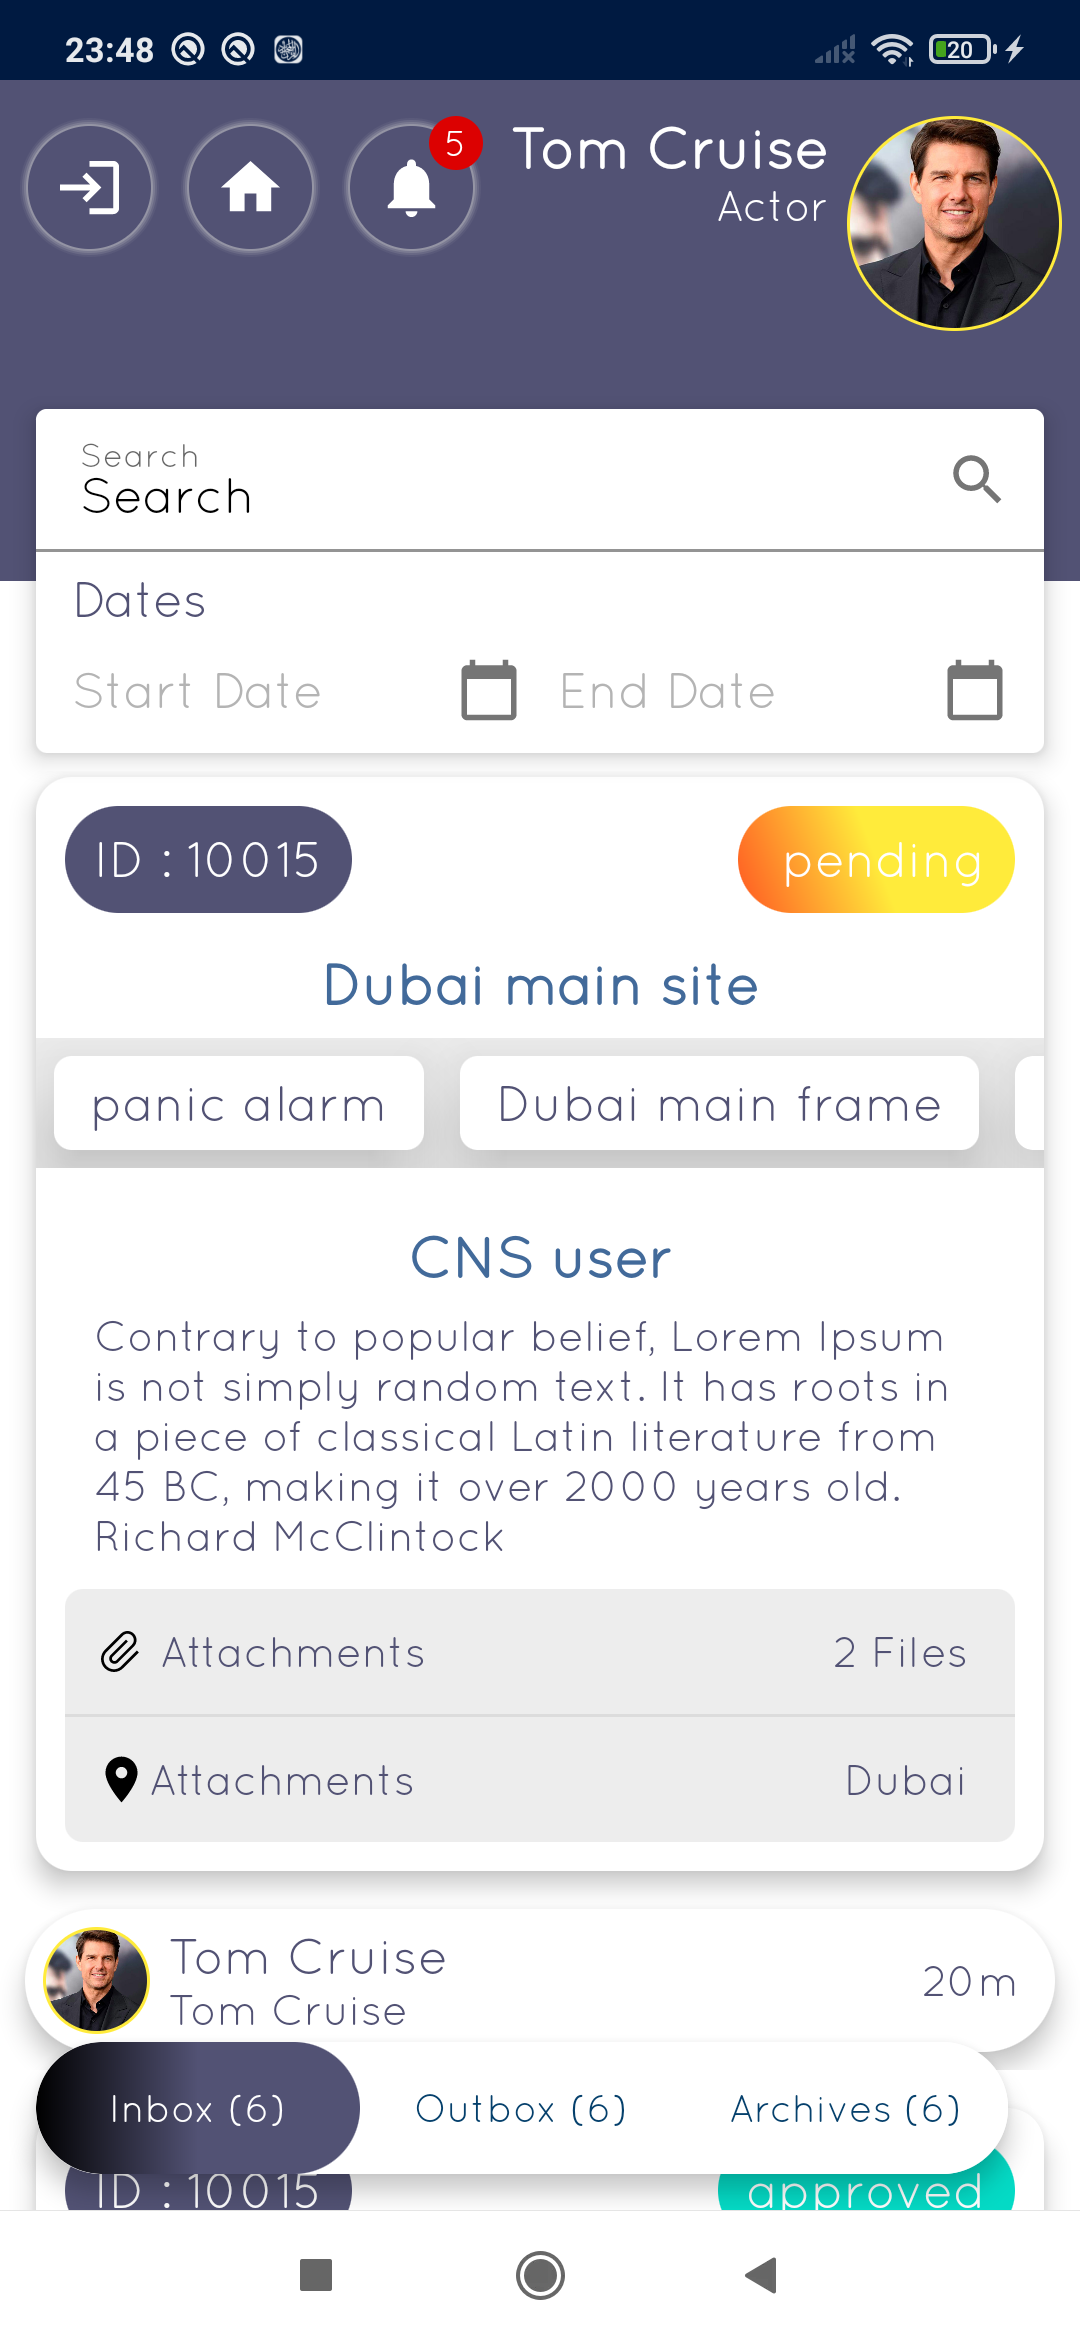 23:48
20
5
Tom Cruise
Actor
Search
Search
Dates
Start Date
End Date
ID : 10015
pending
Dubai main site
panic alarm
Dubai main frame
CNS user
Contrary to popular belief, Lorem Ipsum
is not simply random text. It has roots in
a piece of classical Latin literature from
45 BC, making it over 2000 years old.
Richard McClintock
Attachments
2 Files
Attachments
Dubai
Tom Cruise
Tom Cruise
20m
Inbox (6)
Outbox (6)
Archives (6)
ID : 10015
approved